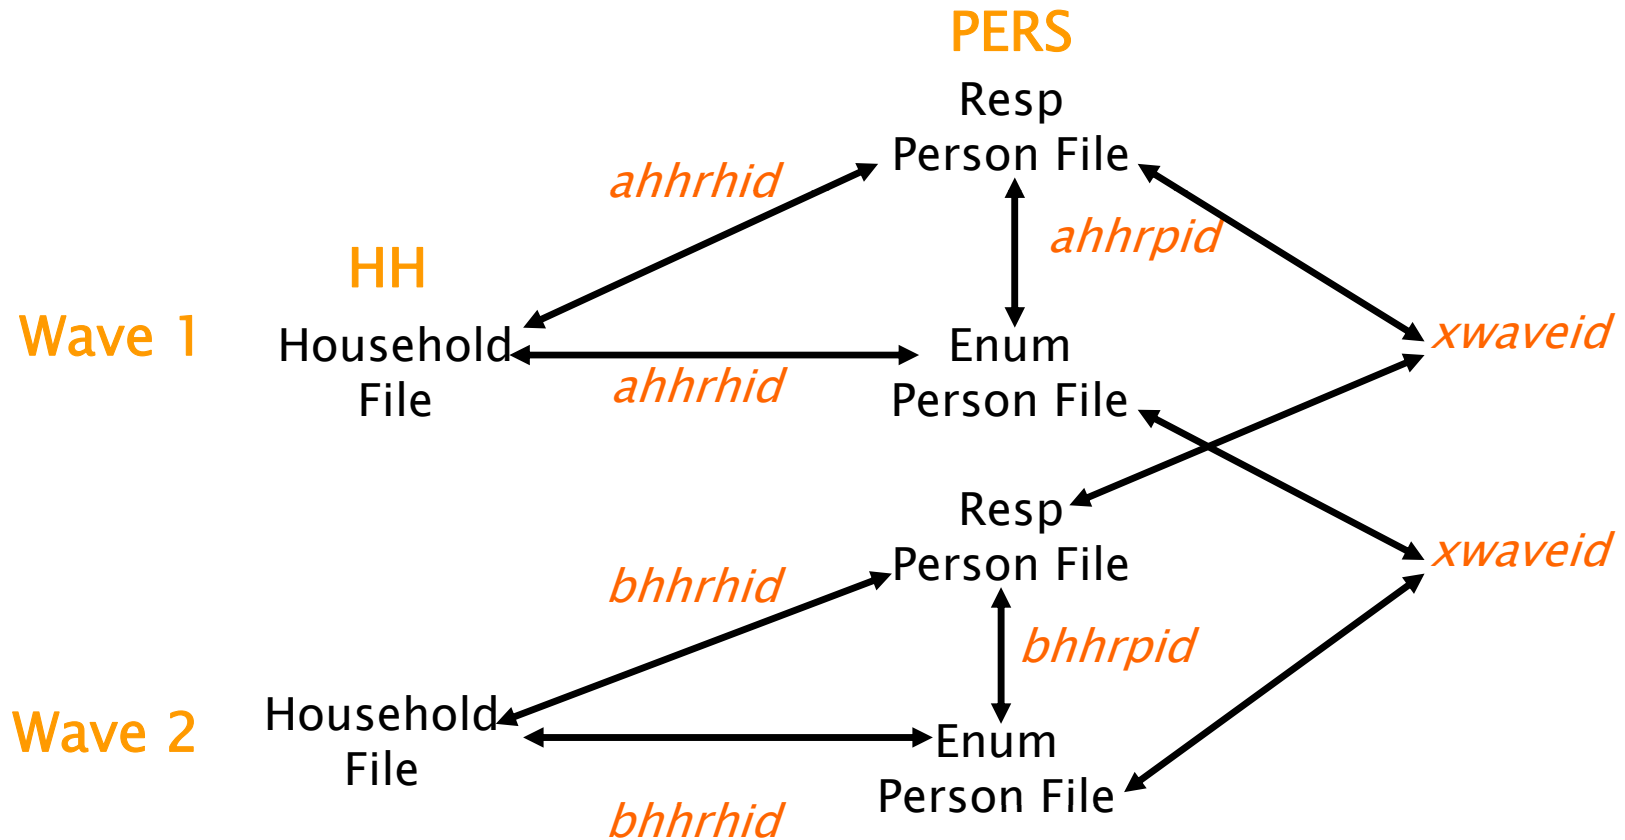 PERS
Resp
Person File
ahhrhid
ahhrpid
HH
Wave 1
Household
File
Enum
Person File
xwaveid
ahhrhid
Resp
Person File
xwaveid
bhhrhid
bhhrpid
Wave 2
Household
File
Enum
Person File
bhhrhid